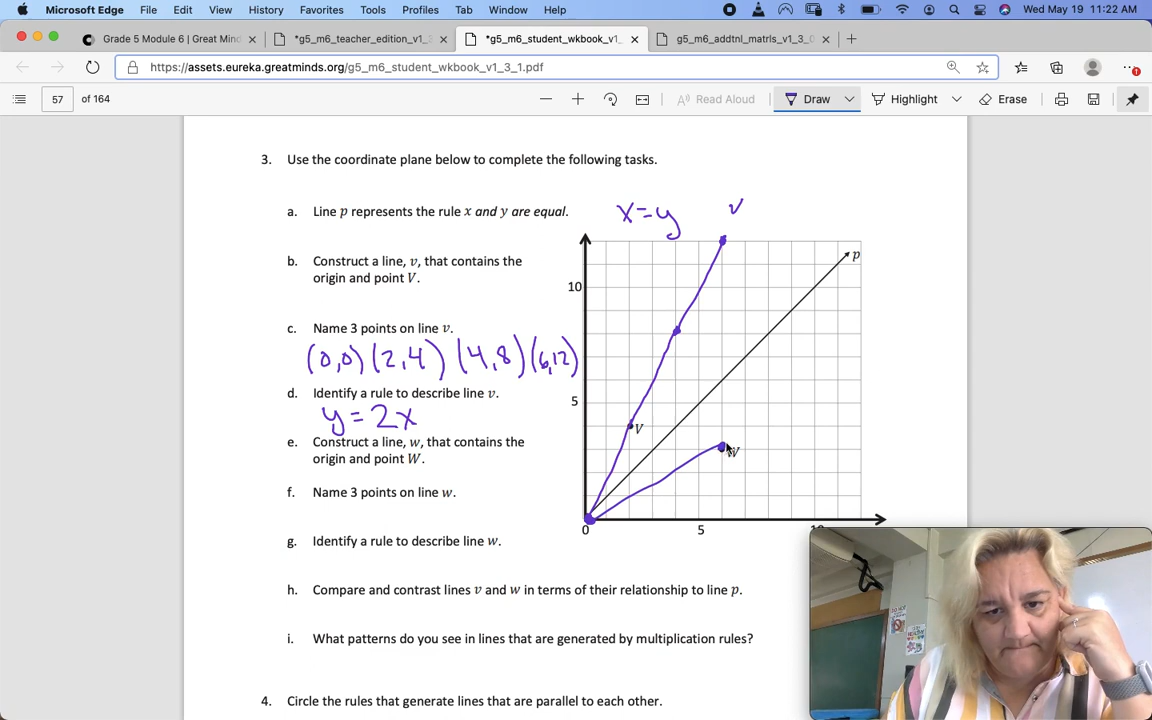 Microsoft Edge File Edit View History Favorites Tools Profiles Tab Window Help Wed May 19 11:22 AM
Grade 5 Module 6 | Great Mind *g5_m6_teacher_edition_v1_ *g5_m6_student_wkbook_v1_ g5_m6_addtnl_matrls_v1_3_
https://assets.eureka.greatminds.org/g5_m6_student_wkbook_v1_3_1.pdf
57 of 164 Read Aloud Draw Highlight Erase
3. Use the coordinate plane below to complete the following tasks.
a. Line p represents the rule x and y are equal.
x=y v
b. Construct a line, v, that contains the
origin and point V.
p
10
c. Name 3 points on line v.
(0,0) (2,4) (4,8) (6,12)
d. Identify a rule to describe line v.
5
y = 2x
V
e. Construct a line, w, that contains the
origin and point W.
W
f. Name 3 points on line w.
0 5
g. Identify a rule to describe line w.
h. Compare and contrast lines v and w in terms of their relationship to line p.
i. What patterns do you see in lines that are generated by multiplication rules?
4. Circle the rules that generate lines that are parallel to each other.